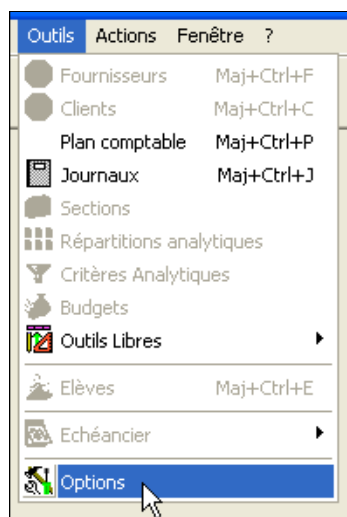 Outils Actions Fenêtre ?
Fournisseurs Maj+Ctrl+F
Clients Maj+Ctrl+C
Plan comptable Maj+Ctrl+P
Journaux Maj+Ctrl+J
Sections
Répartitions analytiques
Critères Analytiques
Budgets
Outils Libres
Elèves Maj+Ctrl+E
Echéancier
Options